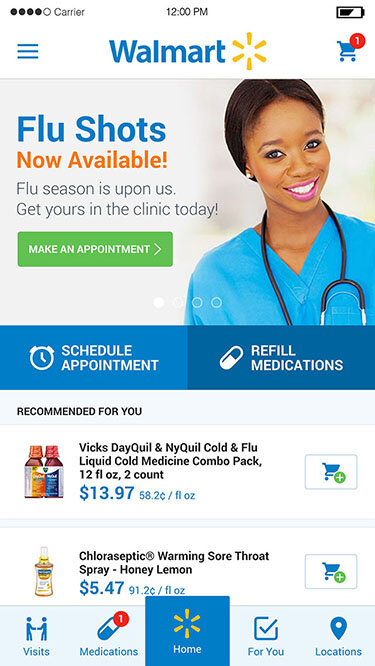 Carrier
12:00 PM
Walmart
1
Flu Shots
Now Available!
Flu season is upon us.
Get yours in the clinic today!
MAKE AN APPOINTMENT
SCHEDULE
APPOINTMENT
REFILL
MEDICATIONS
RECOMMENDED FOR YOU
Vicks DayQuil & NyQuil Cold & Flu
Liquid Cold Medicine Combo Pack,
12 fl oz, 2 count
$13.97 58.2¢ / fl oz
Chloraseptic® Warming Sore Throat
Spray - Honey Lemon
$5.47 91.2¢ / fl oz
1
Visits
Medications
Home
For You
Locations